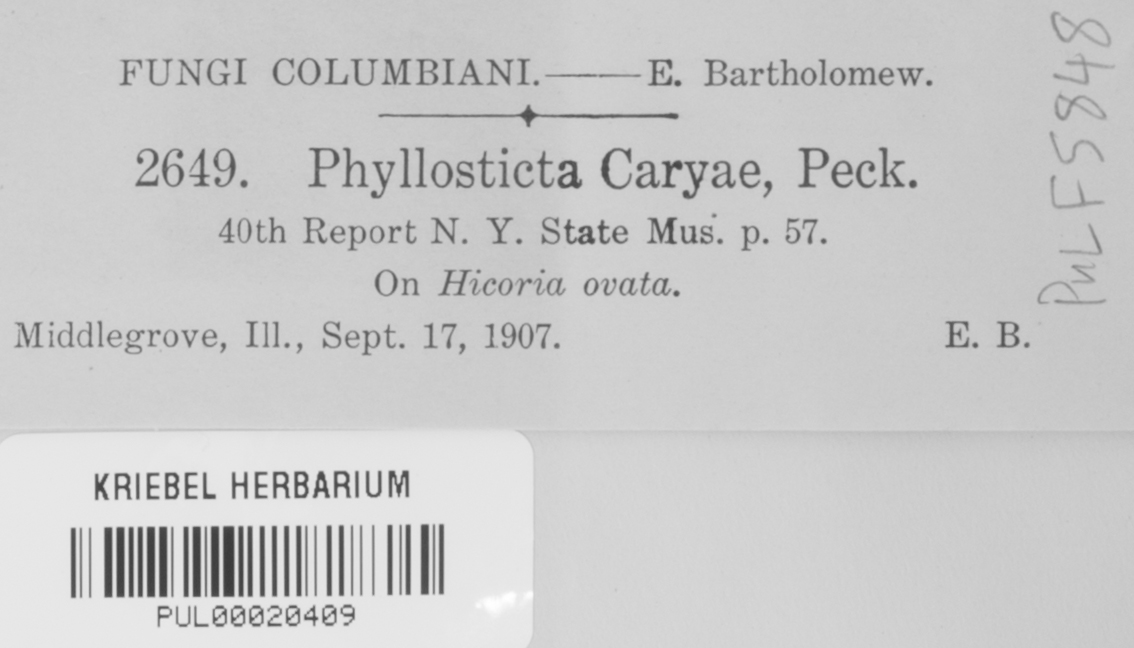 FUNGI COLUMBIANI.——E. Bartholomew.
2649. Phyllosticta Caryae, Peck.
40th Report N. Y. State Mus. p. 57.
On Hicoria ovata.
Middlegrove, Ill., Sept. 17, 1907. E. B.
PUL F5848
KRIEBEL HERBARIUM
PUL00020409